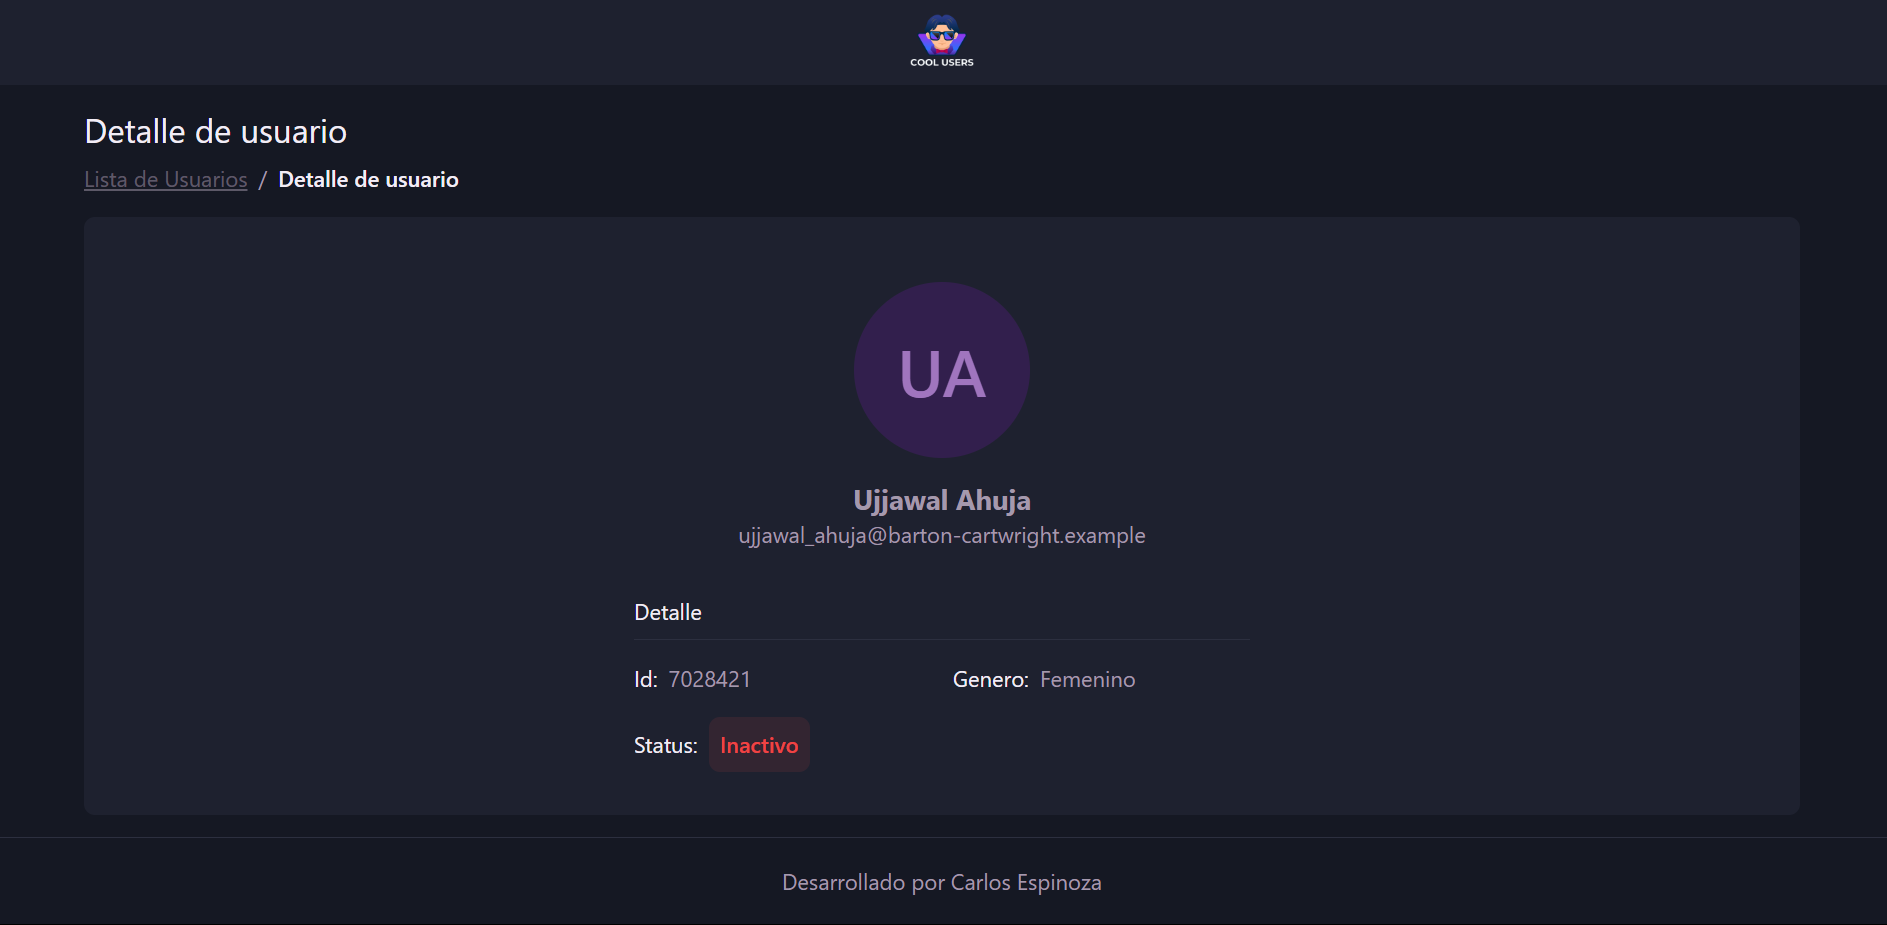 COOL USERS
Detalle de usuario
Lista de Usuarios / Detalle de usuario
UA
Ujjawal Ahuja
ujjawal_ahuja@barton-cartwright.example
Detalle
Id: 7028421 Genero: Femenino
Status: Inactivo
Desarrollado por Carlos Espinoza